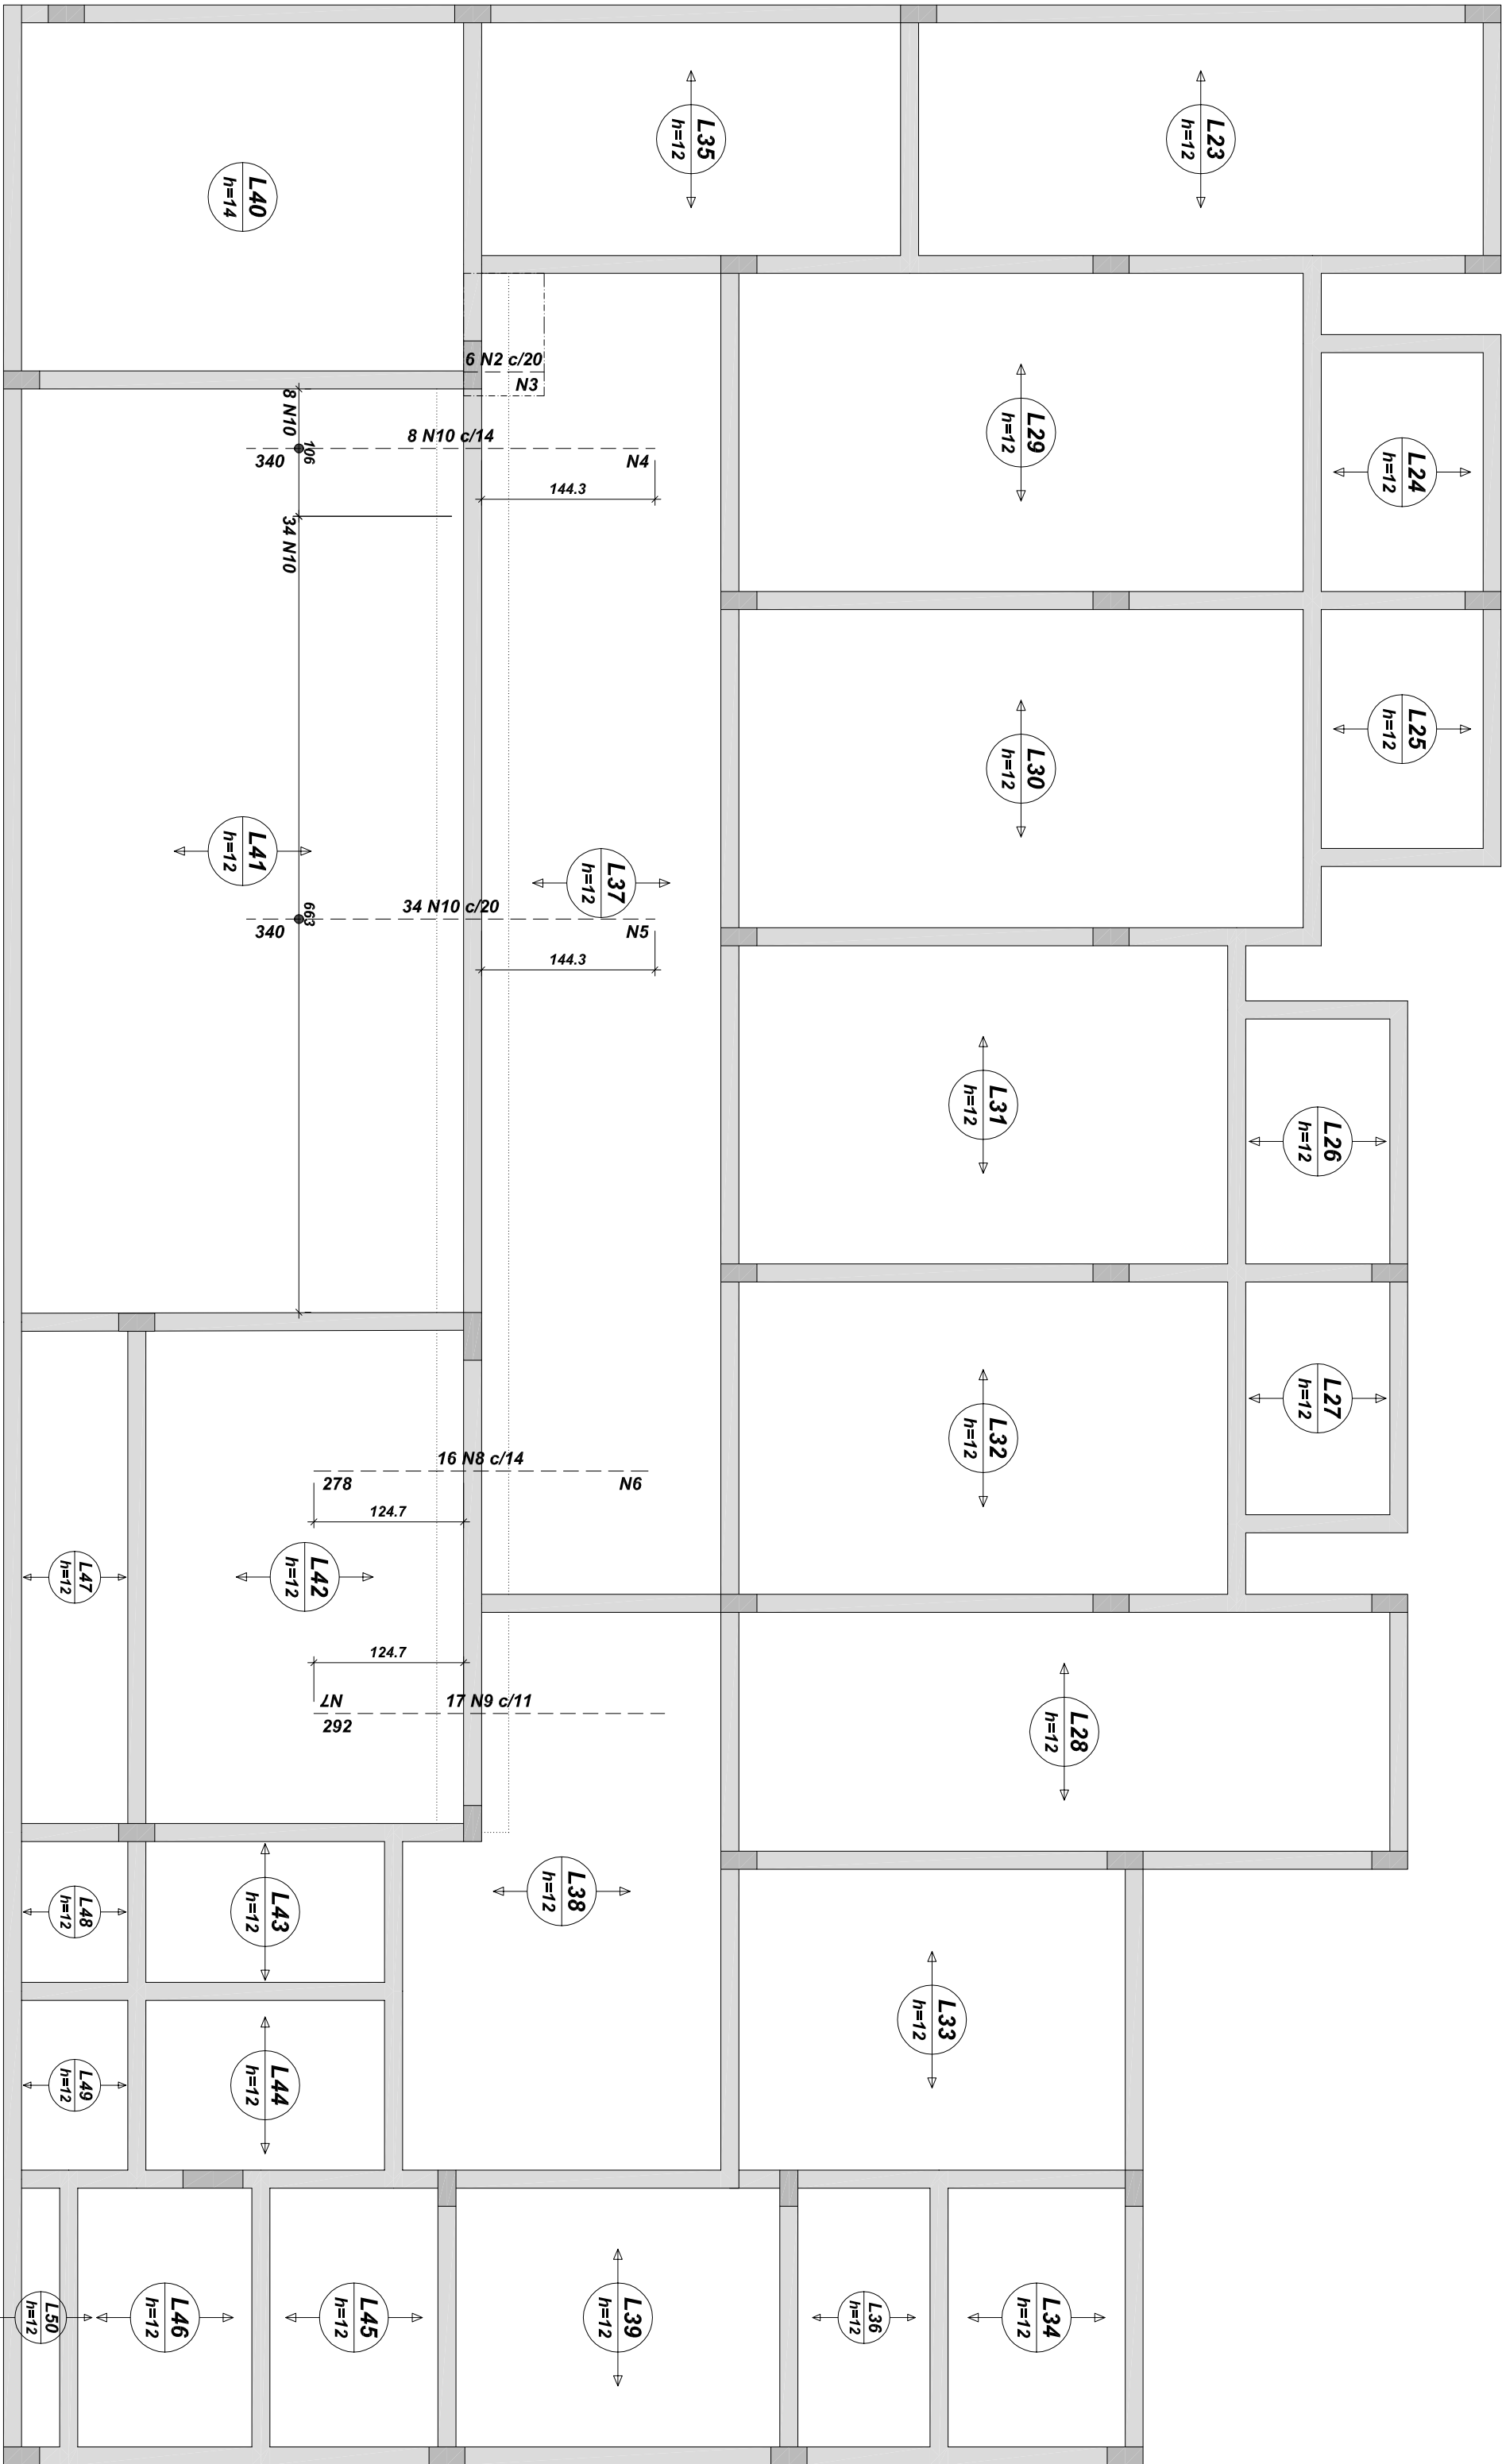 L23
h=12
L35
h=12
L40
h=14
6 N2 c/20
N3
8 N10
106
8 N10 c/14
340
N4
144.3
34 N10
L29
h=12
L24
h=12
L30
h=12
L25
h=12
L41
h=12
L37
h=12
663
34 N10 c/20
340
N5
144.3
L31
h=12
L26
h=12
L32
h=12
L27
h=12
16 N8 c/14
278
N6
124.7
L47
h=12
L42
h=12
124.7
N7
17 N9 c/11
292
L28
h=12
L48
h=12
L43
h=12
L38
h=12
L33
h=12
L49
h=12
L44
h=12
L50
h=12
L46
h=12
L45
h=12
L39
h=12
L36
h=12
L34
h=12